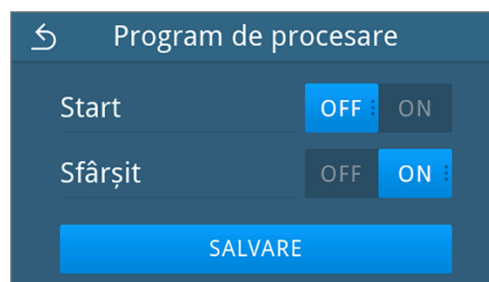 Program de procesare
Start OFF ON
Sfârșit OFF ON
SALVARE